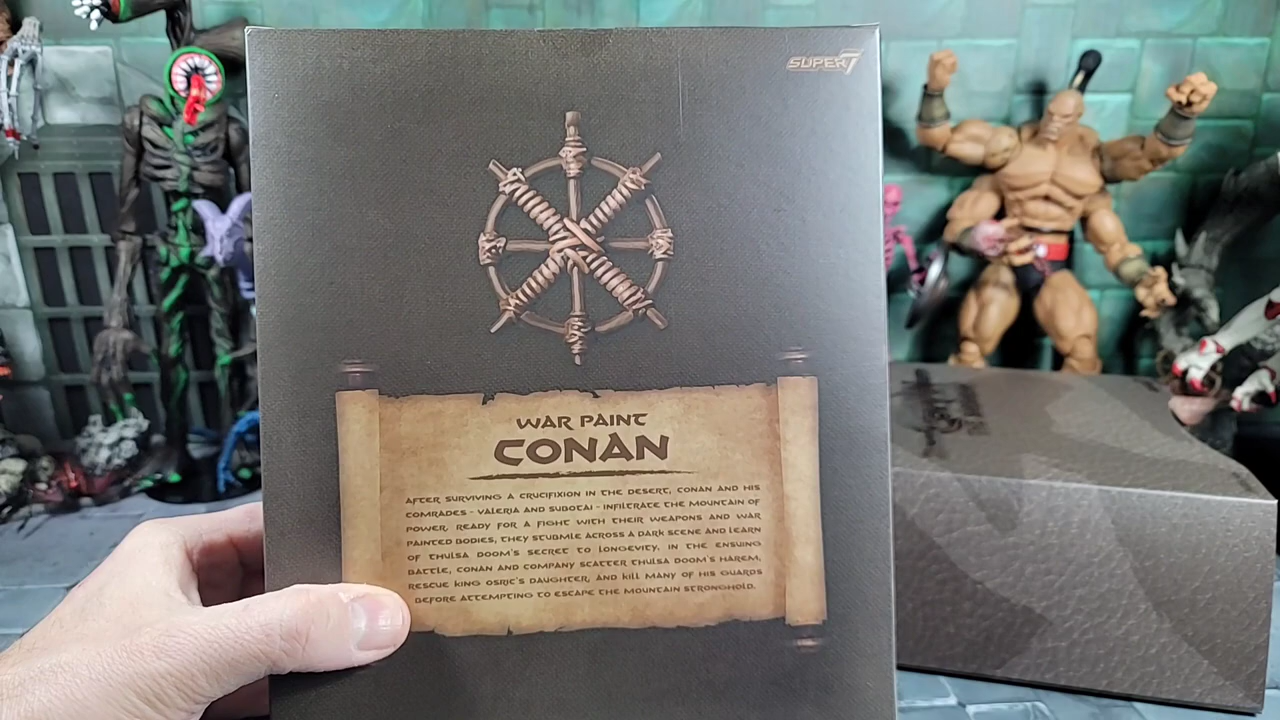 SUPER7
WAR PAINT
CONAN
AFTER SURVIVING A CRUCIFIXION IN THE DESERT, CONAN AND HIS
COMRADES - VALERIA AND SUBOTAI - INFILTRATE THE MOUNTAIN OF
POWER. READY FOR A FIGHT WITH THEIR WEAPONS AND WAR
PAINTED BODIES, THEY STUBMLE ACROSS A DARK SCENE AND LEARN
OF THULSA DOOM'S SECRET TO LONGEVITY. IN THE ENSUING
BATTLE, CONAN AND COMPANY SCATTER THULSA DOOM'S HAREM,
RESCUE KING OSRIC'S DAUGHTER, AND KILL MANY OF HIS GUARDS
BEFORE ATTEMPTING TO ESCAPE THE MOUNTAIN STRONGHOLD.